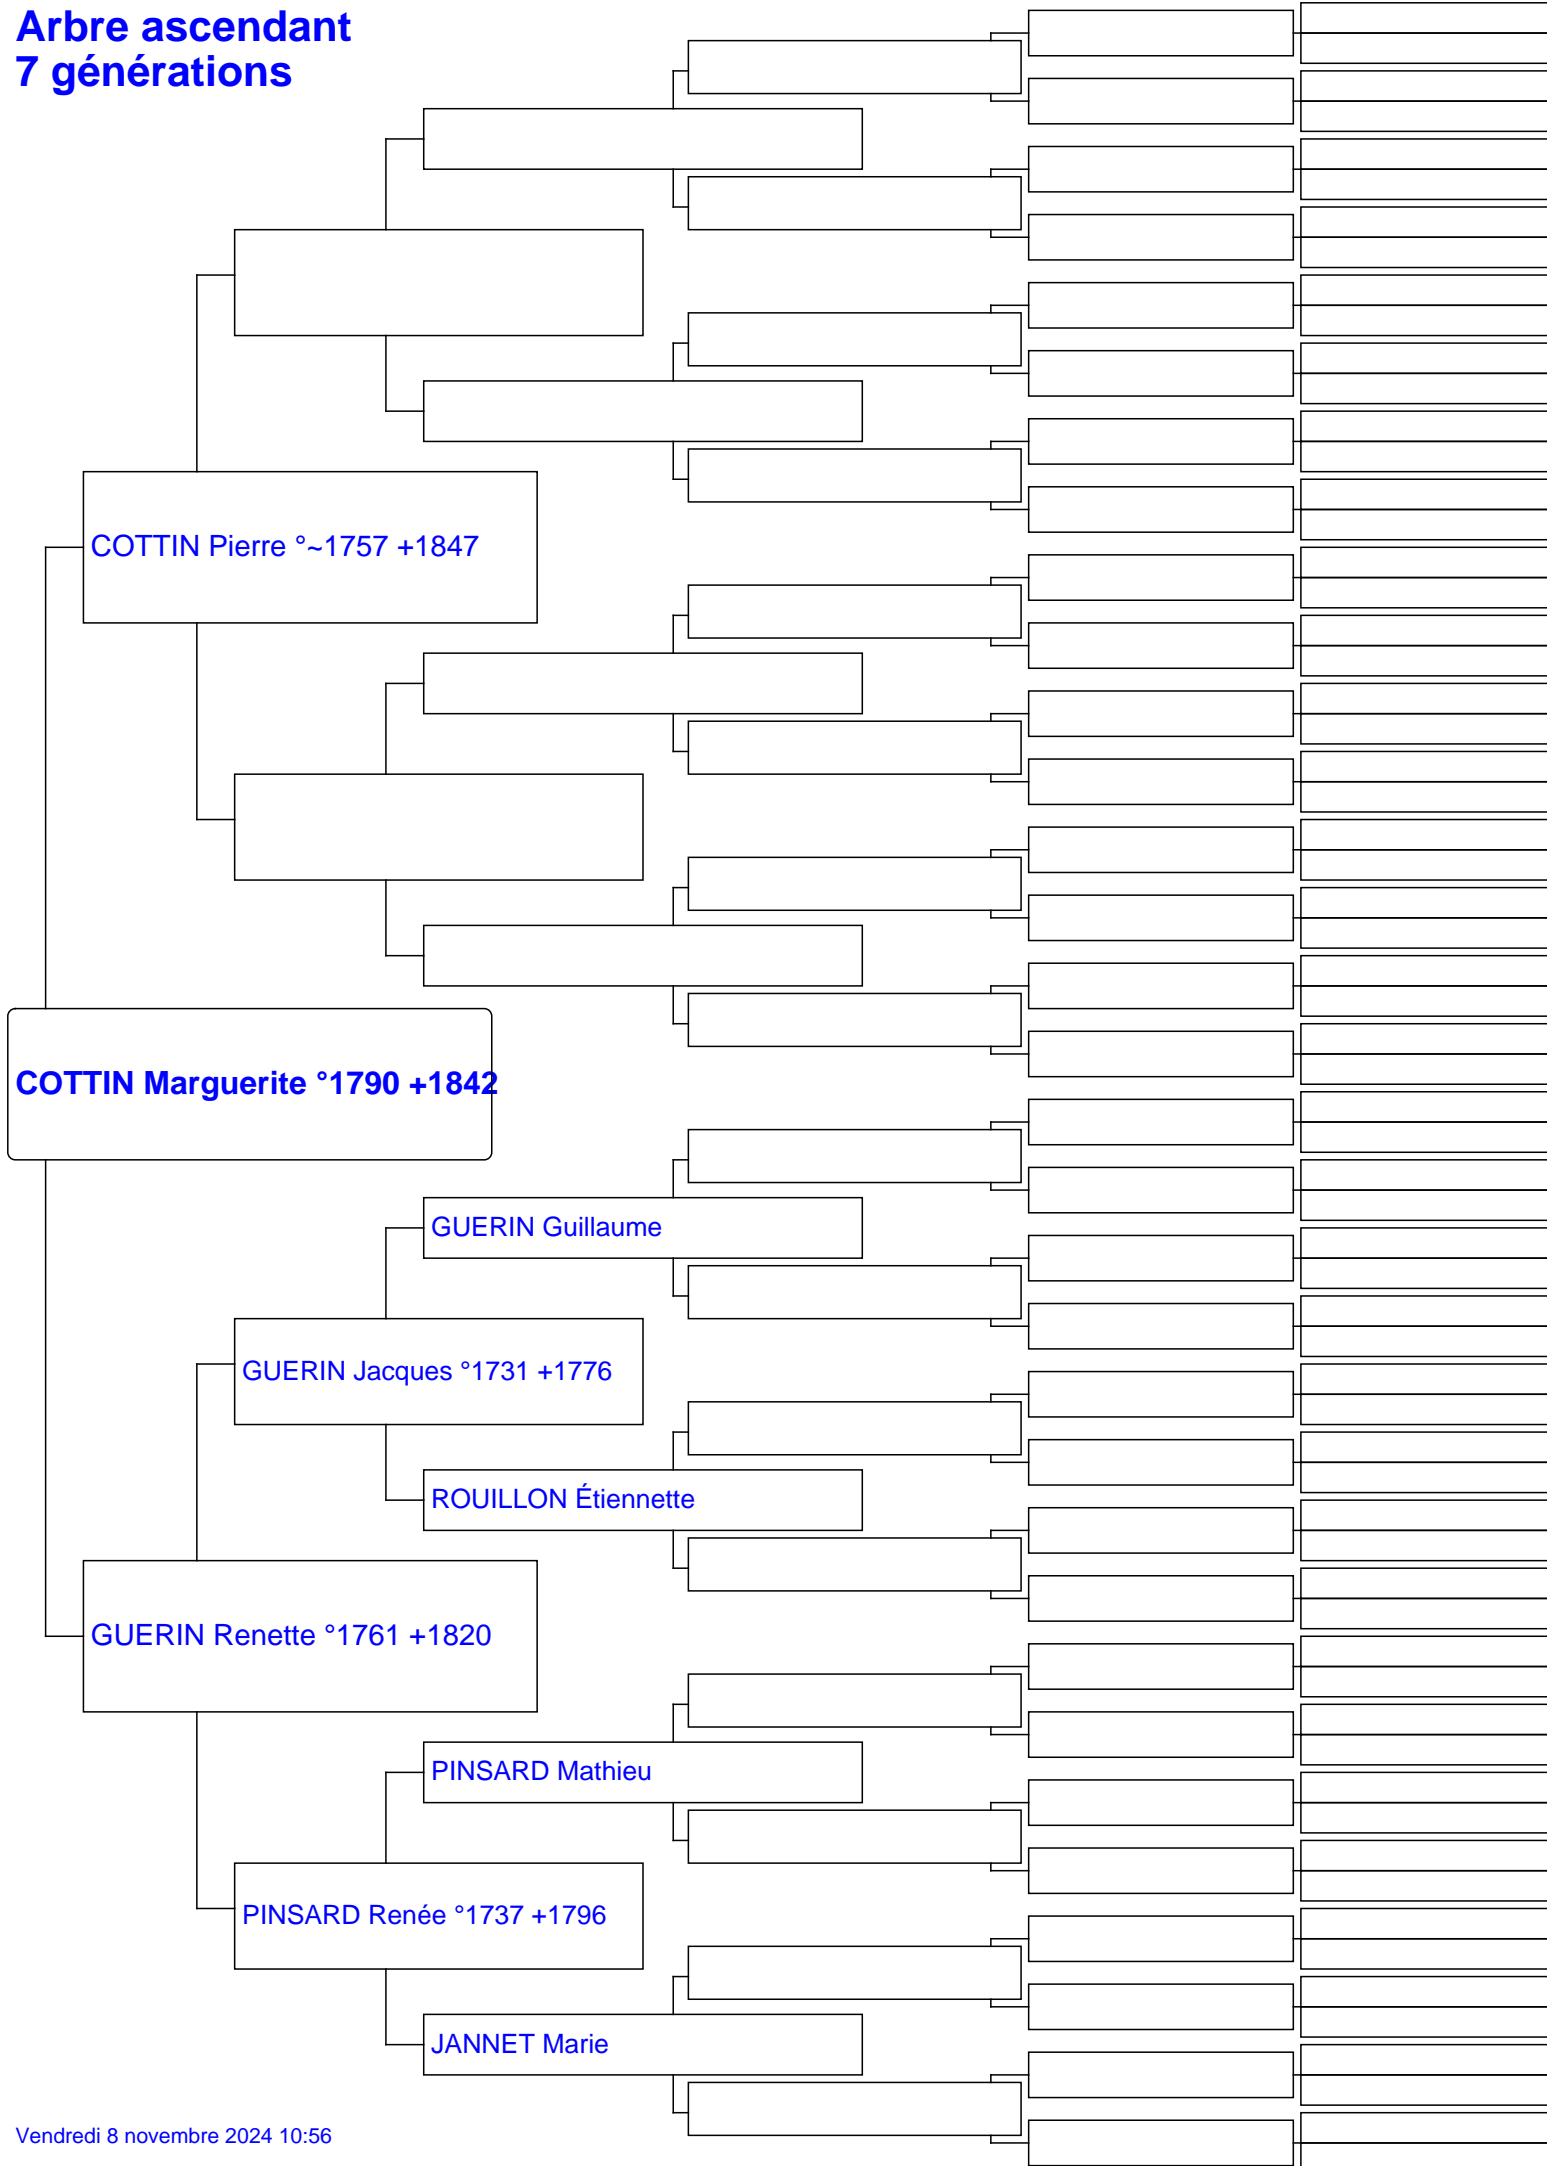 Arbre ascendant
7 générations
COTTIN Pierre °~1757 +1847
COTTIN Marguerite °1790 +1842
GUERIN Guillaume
GUERIN Jacques °1731 +1776
ROUILLON Étiennette
GUERIN Renette °1761 +1820
PINSARD Mathieu
PINSARD Renée °1737 +1796
JANNET Marie
Vendredi 8 novembre 2024 10:56